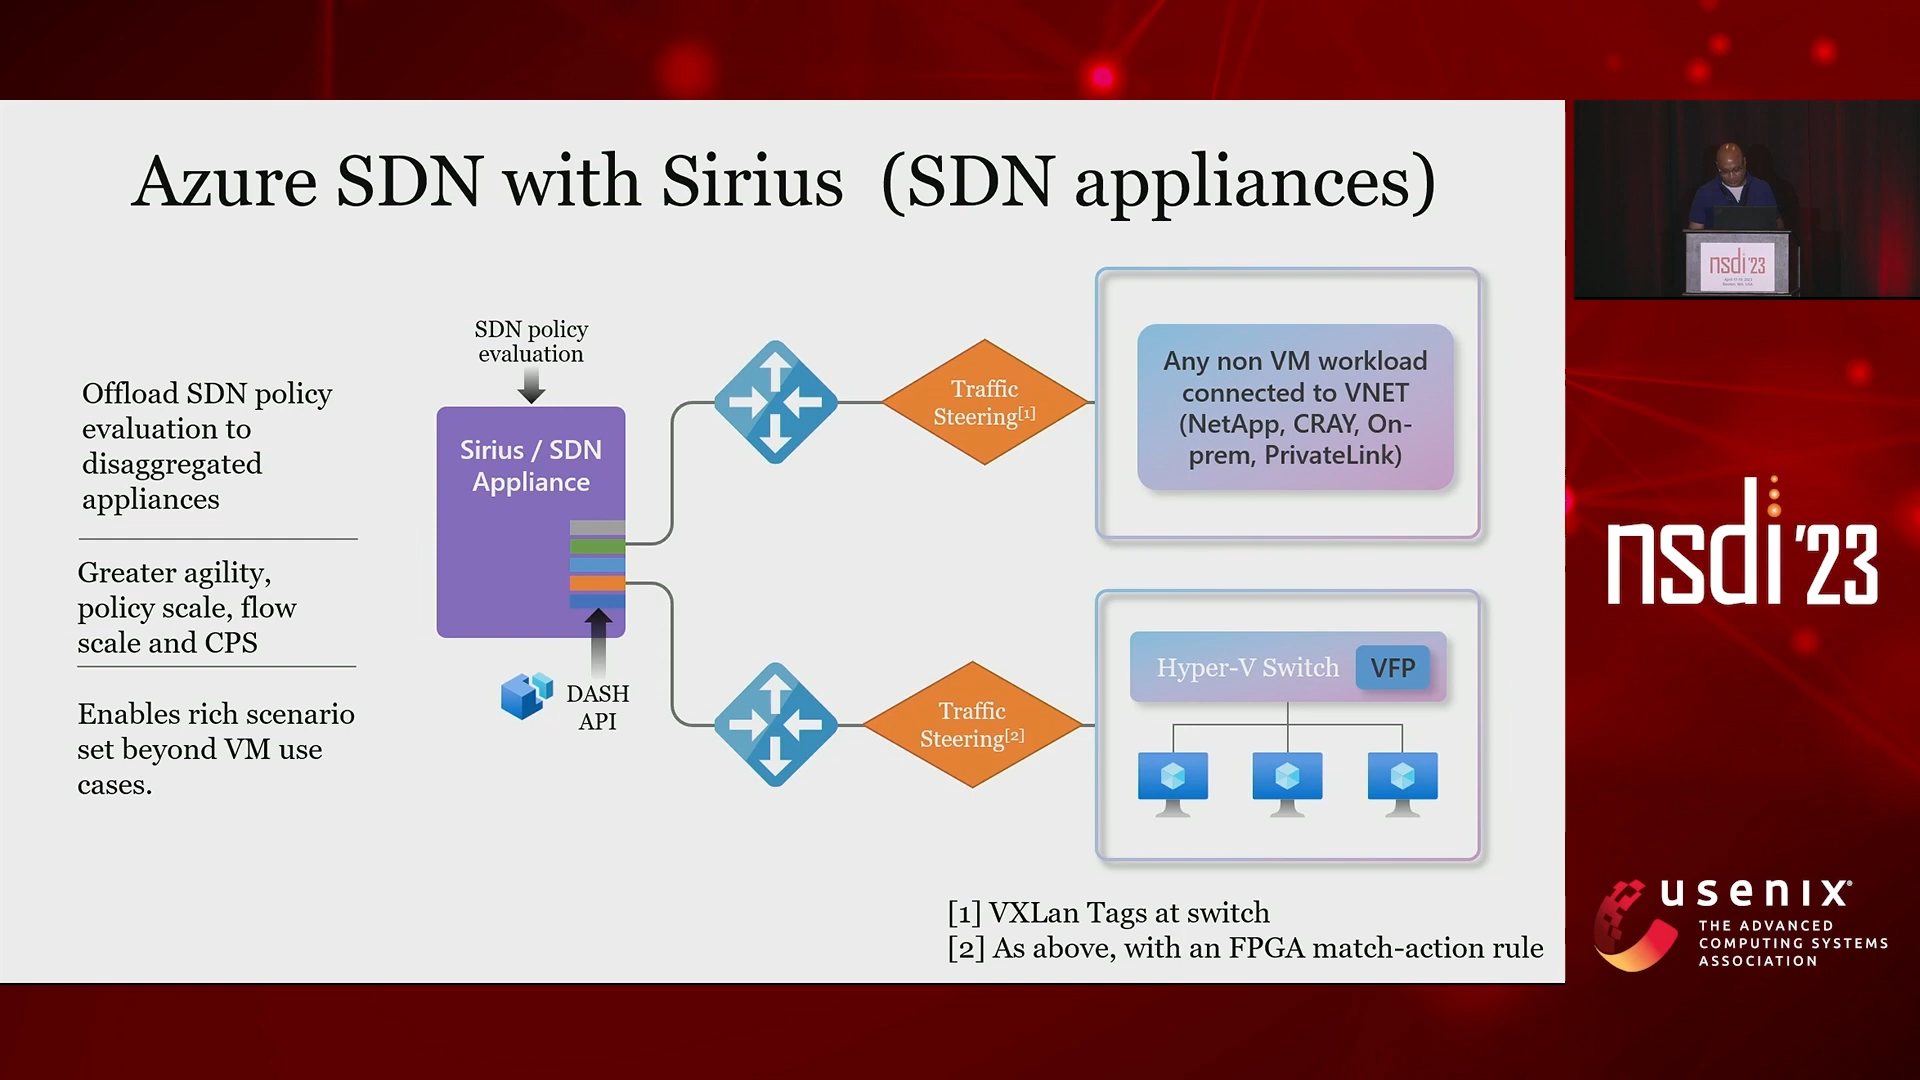 Azure SDN with Sirius (SDN appliances)
Offload SDN policy
evaluation to
disaggregated
appliances
Greater agility,
policy scale, flow
scale and CPS
Enables rich scenario
set beyond VM use
cases.
SDN policy
evaluation
Sirius / SDN
Appliance
DASH
API
Traffic
Steering[1]
Any non VM workload
connected to VNET
(NetApp, CRAY, On-
prem, PrivateLink)
Traffic
Steering[2]
Hyper-V Switch
VFP
[1] VXLan Tags at switch
[2] As above, with an FPGA match-action rule
nsdi '23
nsdi '23
usenix®
THE ADVANCED
COMPUTING SYSTEMS
ASSOCIATION